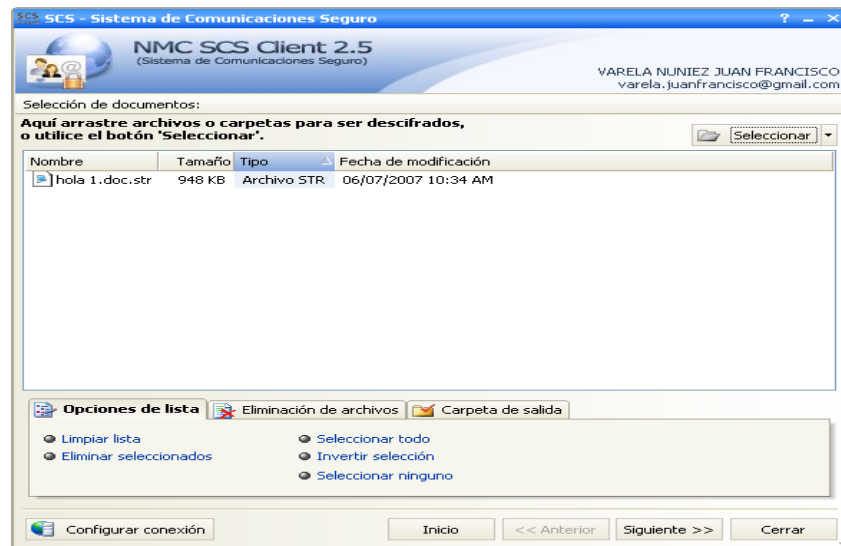 SCS - Sistema de Comunicaciones Seguro
NMC SCS Client 2.5
(Sistema de Comunicaciones Seguro)
VARELA NUNIEZ JUAN FRANCISCO
varela.juanfrancisco@gmail.com
Selección de documentos:
Aquí arrastre archivos o carpetas para ser descifrados,
o utilice el botón 'Seleccionar'.
Seleccionar
Nombre Tamaño Tipo Fecha de modificación
hola 1.doc.str 948 KB Archivo STR 06/07/2007 10:34 AM
Opciones de lista Eliminación de archivos Carpeta de salida
Limpiar lista Seleccionar todo
Eliminar seleccionados Invertir selección
Seleccionar ninguno
Configurar conexión Inicio << Anterior Siguiente >> Cerrar